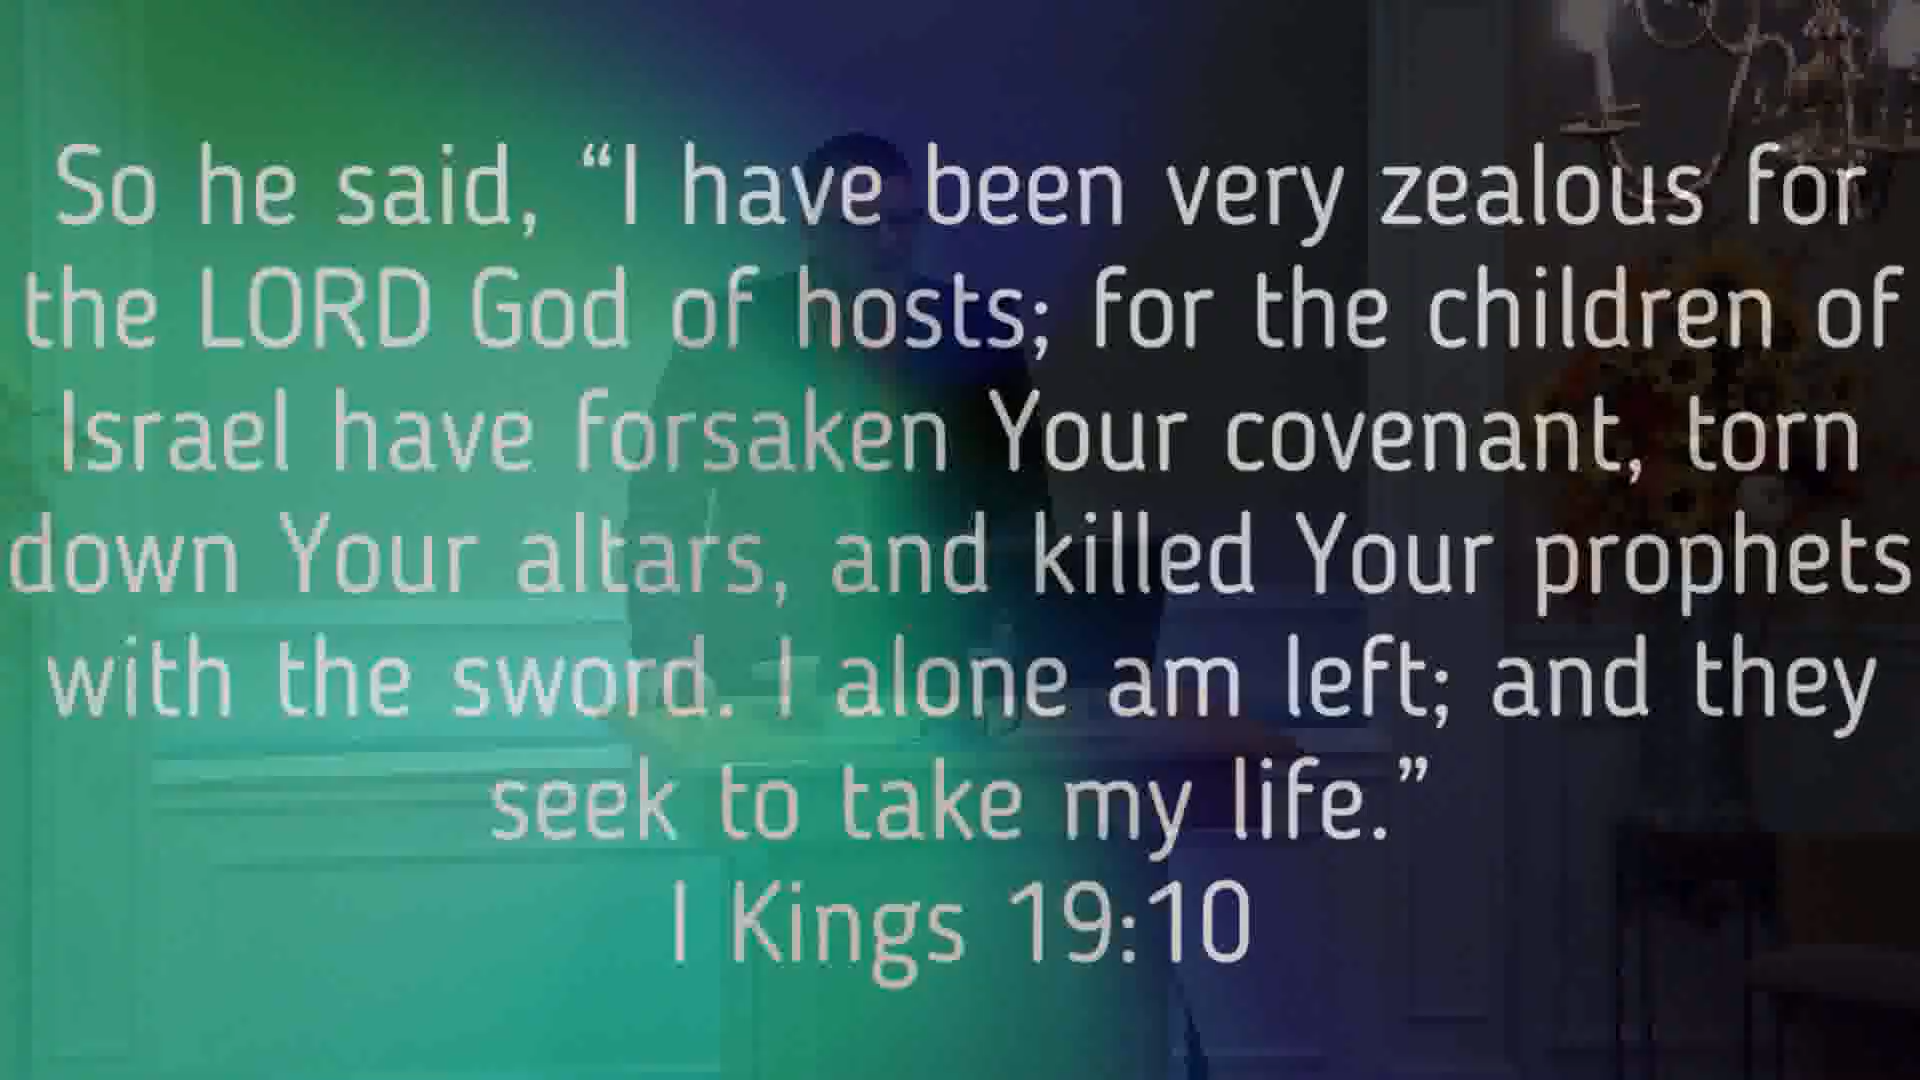 So he said, “I have been very zealous for
the LORD God of hosts; for the children of
Israel have forsaken Your covenant, torn
down Your altars, and killed Your prophets
with the sword. I alone am left; and they
seek to take my life.”
I Kings 19:10